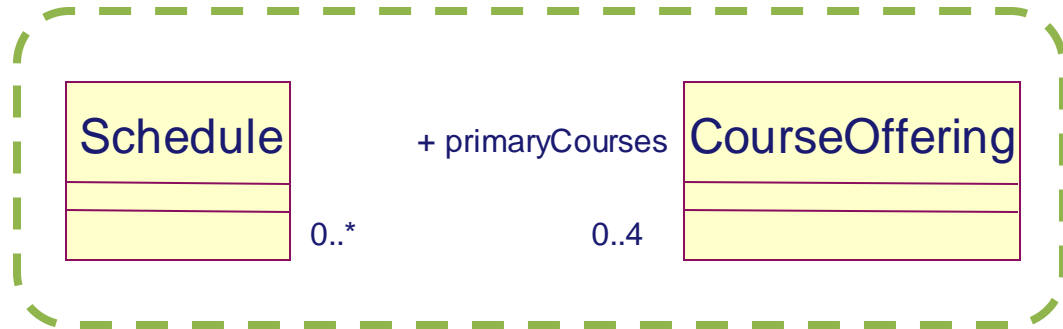 Schedule
+ primaryCourses
CourseOffering
0..*
0..4